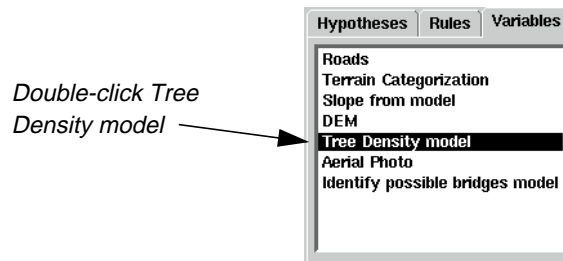 Hypotheses Rules Variables
Double-click Tree
Density model
Roads
Terrain Categorization
Slope from model
DEM
Tree Density model
Aerial Photo
Identify possible bridges model